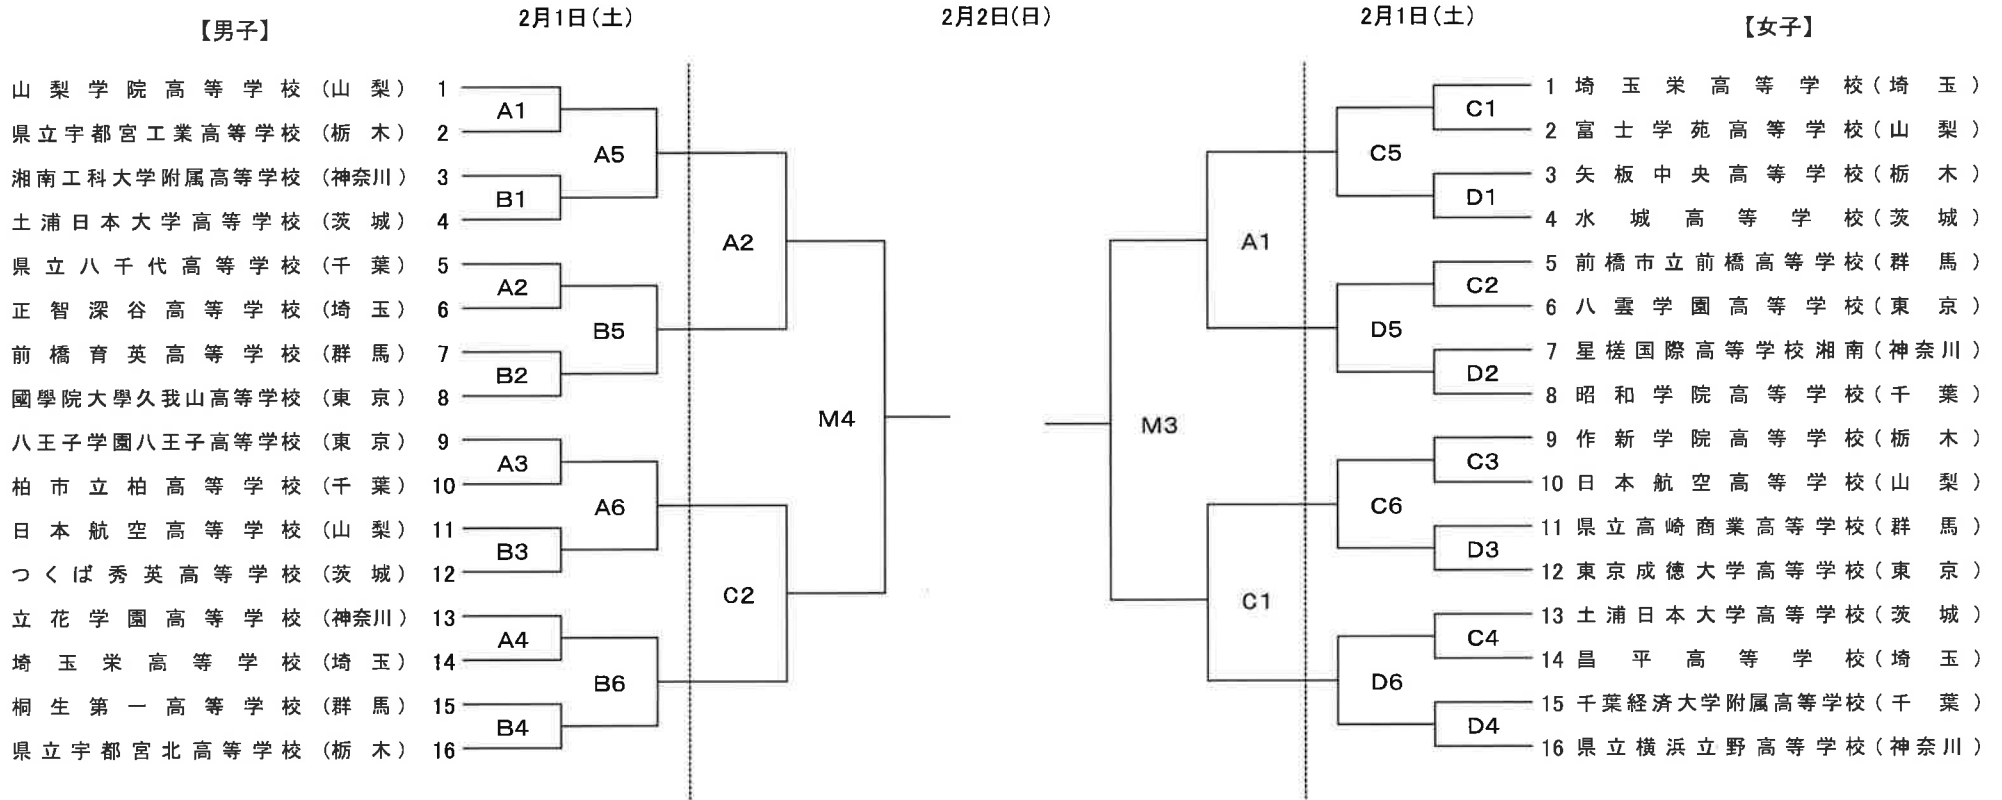 2月1日(土) 2月2日(日) 2月1日(土)
【男子】 【女子】
山梨学院高等学校 (山梨) 1
県立宇都宮工業高等学校 (栃木) 2
湘南工科大学附属高等学校 (神奈川) 3
土浦日本大学高等学校 (茨城) 4
県立八千代高等学校 (千葉) 5
正智深谷高等学校 (埼玉) 6
前橋育英高等学校 (群馬) 7
國學院大學久我山高等学校 (東京) 8
八王子学園八王子高等学校 (東京) 9
柏市立柏高等学校 (千葉) 10
日本航空高等学校 (山梨) 11
つくば秀英高等学校 (茨城) 12
立花学園高等学校 (神奈川) 13
埼玉栄高等学校 (埼玉) 14
桐生第一高等学校 (群馬) 15
県立宇都宮北高等学校 (栃木) 16
A1
B1
A2
B2
A3
B3
A4
B4
A5
B5
A6
B6
A2
C2
M4
M3
A1
C1
C5
D5
C6
D6
C1
D1
C2
D2
C3
D3
C4
D4
1 埼玉栄高等学校 (埼玉)
2 富士学苑高等学校 (山梨)
3 矢板中央高等学校 (栃木)
4 水城高等学校 (茨城)
5 前橋市立前橋高等学校 (群馬)
6 八雲学園高等学校 (東京)
7 星槎国際高等学校湘南 (神奈川)
8 昭和学院高等学校 (千葉)
9 作新学院高等学校 (栃木)
10 日本航空高等学校 (山梨)
11 県立高崎商業高等学校 (群馬)
12 東京成徳大学高等学校 (東京)
13 土浦日本大学高等学校 (茨城)
14 昌平高等学校 (埼玉)
15 千葉経済大学附属高等学校 (千葉)
16 県立横浜立野高等学校 (神奈川)